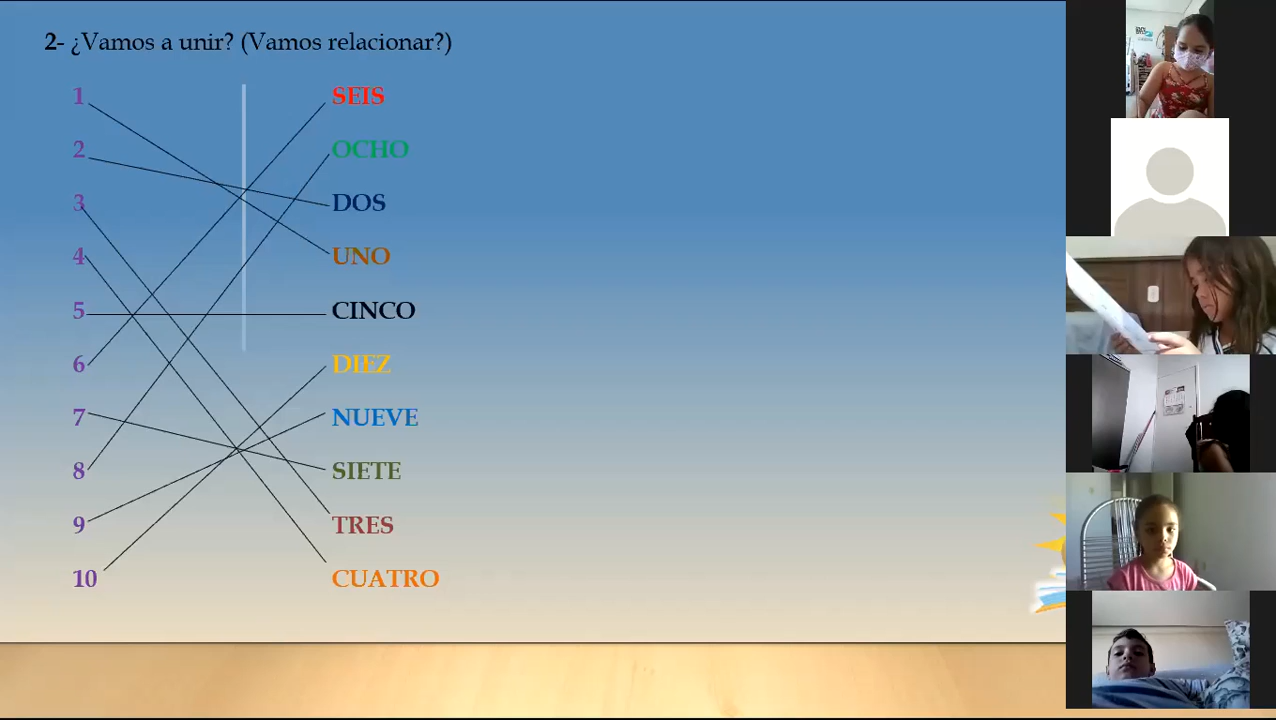 2- ¿Vamos a unir? (Vamos relacionar?)
1 SEIS
2 OCHO
3 DOS
4 UNO
5 CINCO
6 DIEZ
7 NUEVE
8 SIETE
9 TRES
10 CUATRO